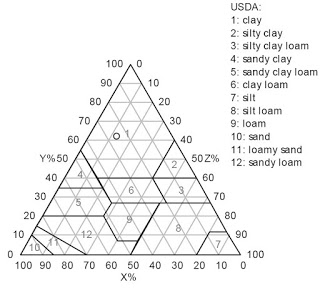 USDA:
1: clay
2: silty clay
3: silty clay loam
4: sandy clay
5: sandy clay loam
6: clay loam
7: silt
8: silt loam
9: loam
10: sand
11: loamy sand
12: sandy loam
100 0
90 10
80 20
70 30
60 1 40
Y% 50 2 50 Z%
40 4 6 3 60
30 5 70
20 9 80
10 11 12 8 90
0 10 7 100
100 90 80 70 60 50 40 30 20 10 0
X%